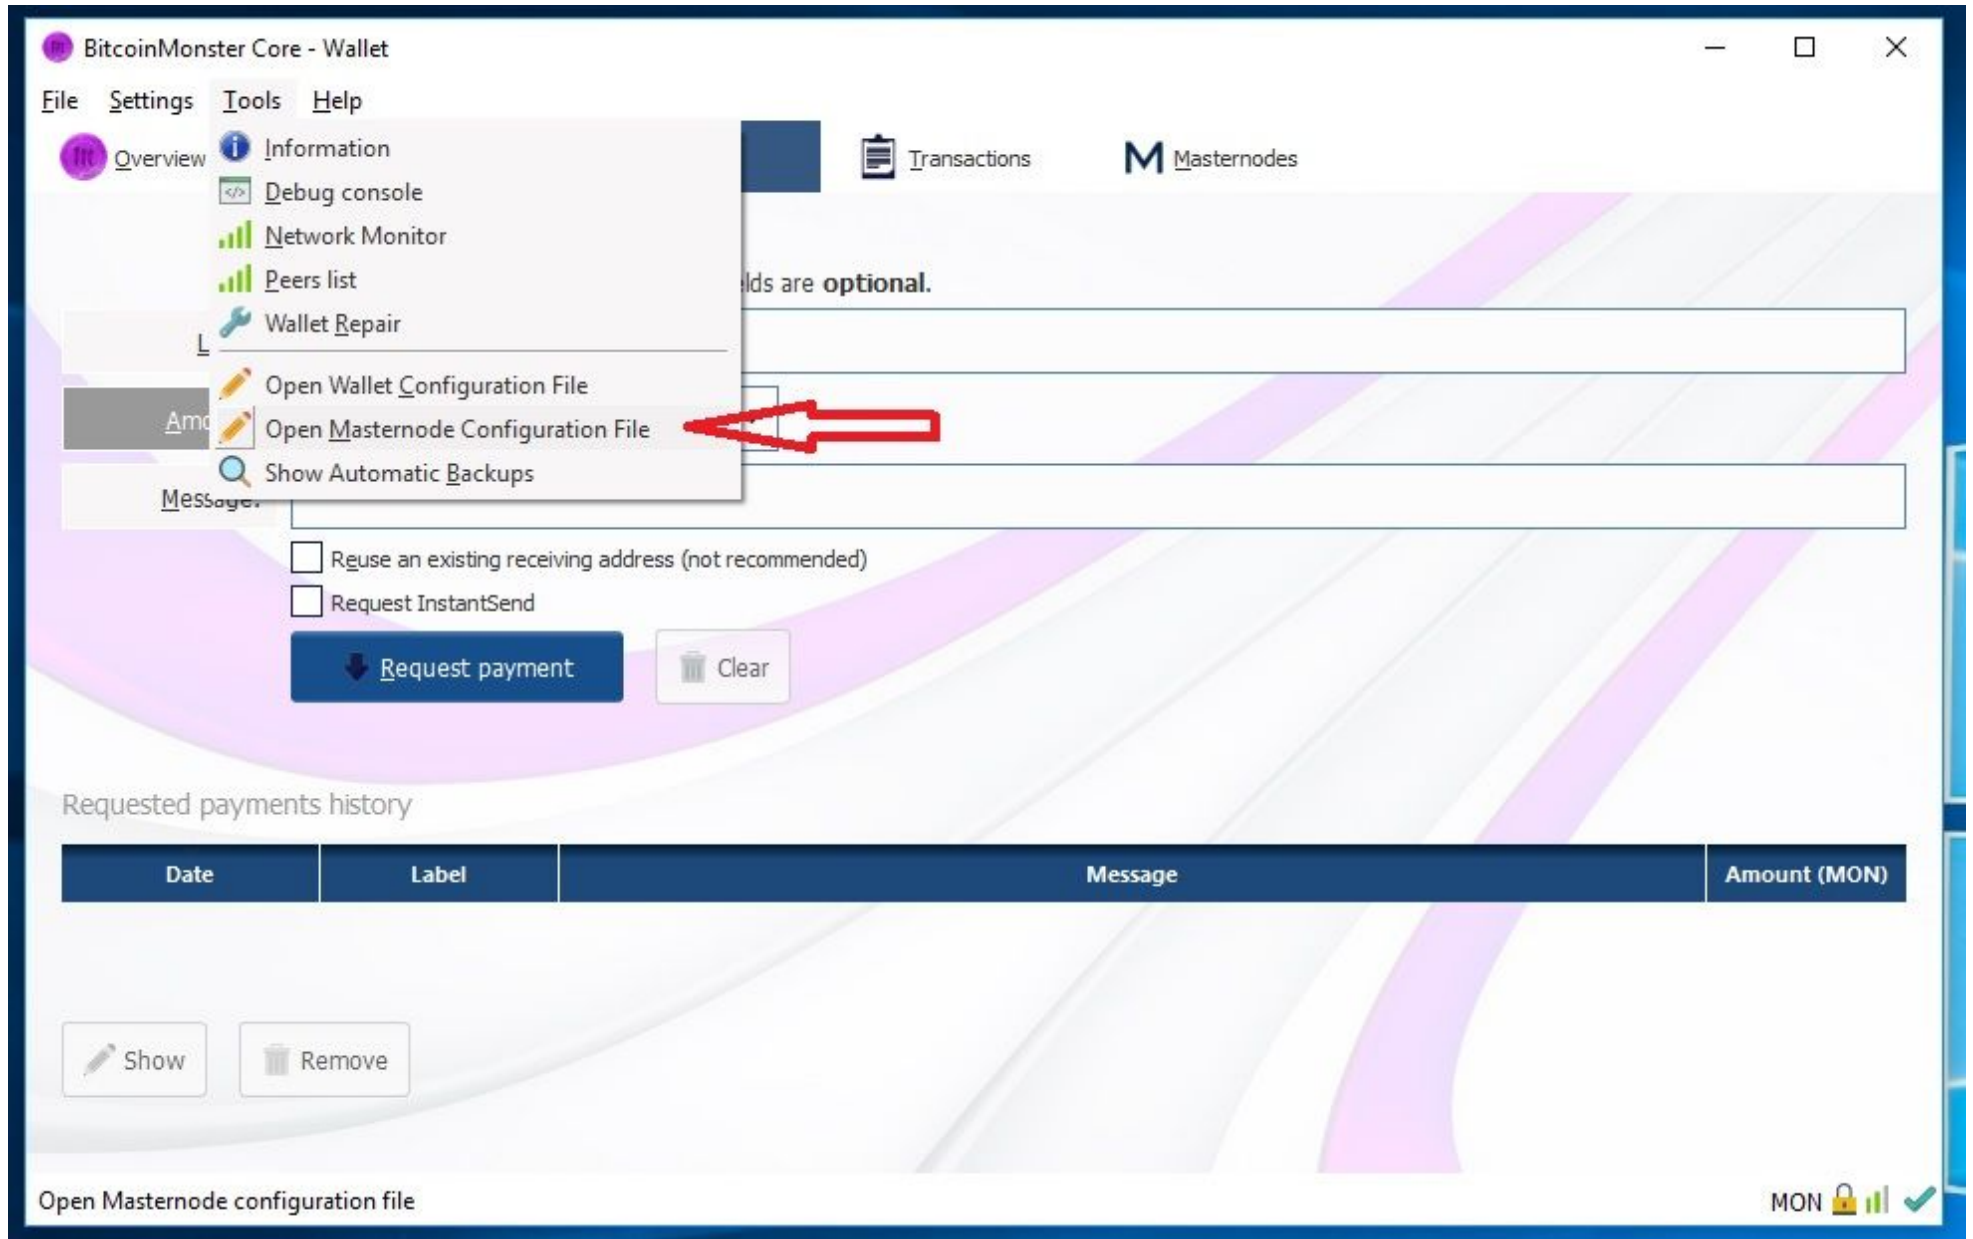 BitcoinMonster Core - Wallet
File Settings Tools Help
Overview
Transactions
Masternodes
Information
Debug console
Network Monitor
Peers list
Wallet Repair
Open Wallet Configuration File
Open Masternode Configuration File
Show Automatic Backups
lds are optional.
L
Amo
Message:
Reuse an existing receiving address (not recommended)
Request InstantSend
Request payment
Clear
Requested payments history
Date Label Message Amount (MON)
Show
Remove
Open Masternode configuration file
MON